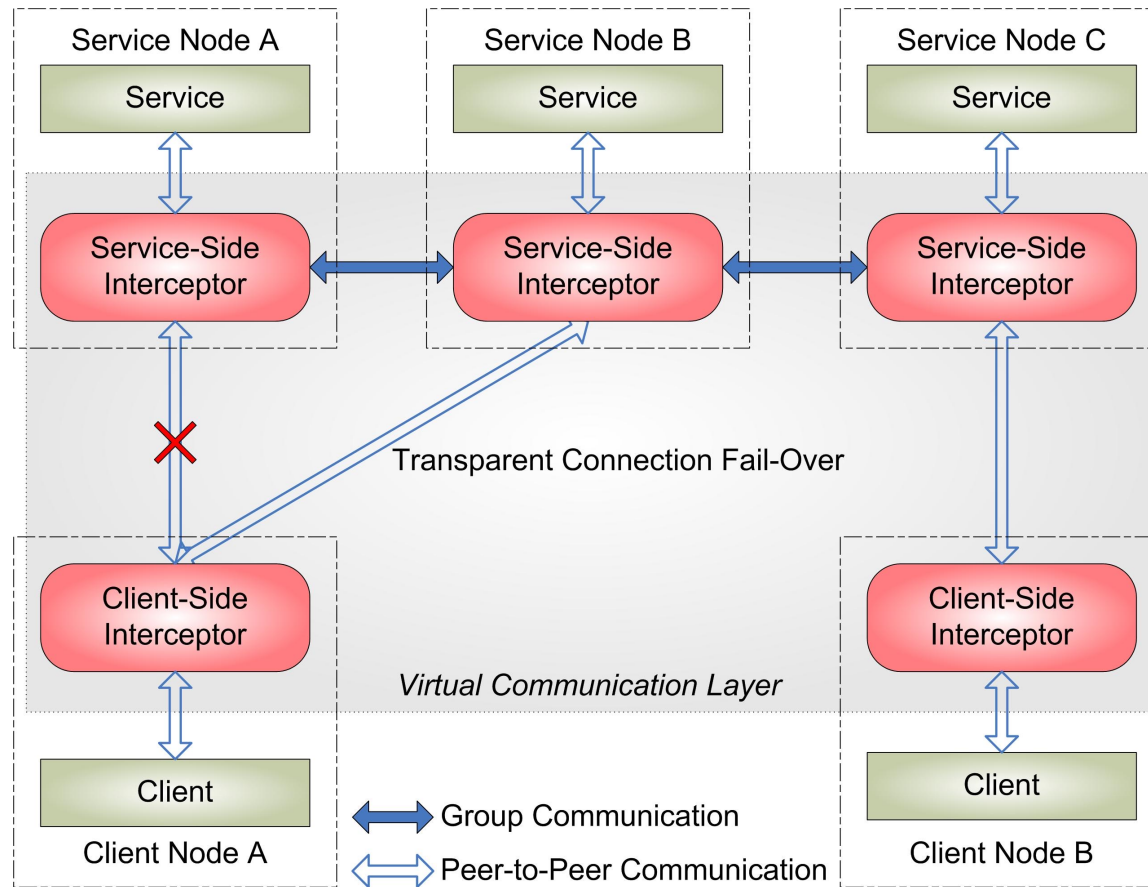 Service Node A
Service Node B
Service Node C
Service
Service
Service
Service-Side
Interceptor
Service-Side
Interceptor
Service-Side
Interceptor
Transparent Connection Fail-Over
Client-Side
Interceptor
Client-Side
Interceptor
Virtual Communication Layer
Client
Client
Group Communication
Client Node A
Peer-to-Peer Communication
Client Node B